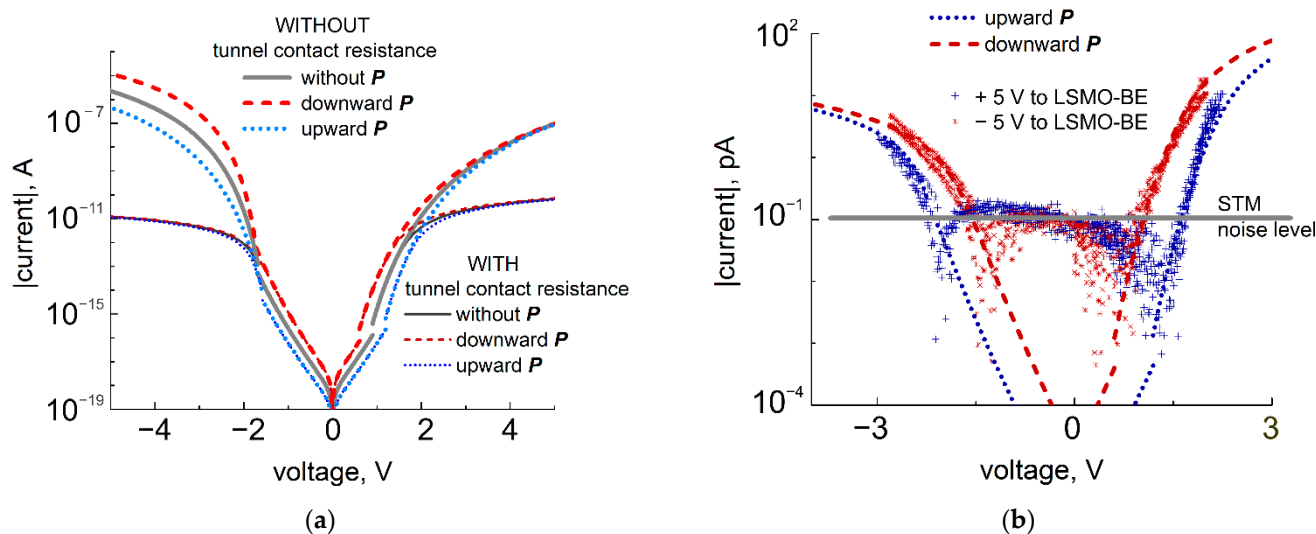 WITHOUT
tunnel contact resistance
without P
downward P
upward P
10⁻⁷
10⁻¹¹
10⁻¹⁵
10⁻¹⁹
|current|, A
WITH
tunnel contact resistance
without P
downward P
upward P
−4 −2 0 2 4
voltage, V
(a)
upward P
downward P
+ 5 V to LSMO-BE
− 5 V to LSMO-BE
10²
10⁻¹
10⁻⁴
|current|, pA
STM
noise level
−3 0 3
voltage, V
(b)